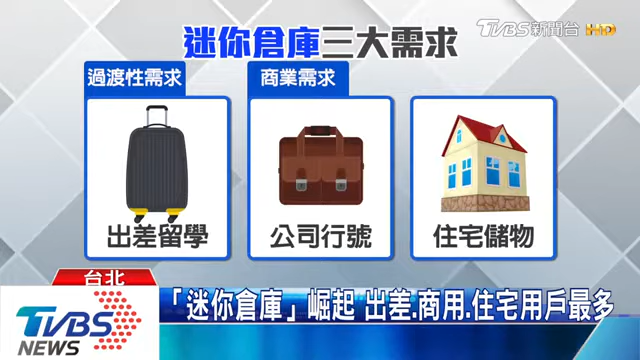 TVBS新聞台 HD
迷你倉庫三大需求
過渡性需求
商業需求
出差留學
公司行號
住宅儲物
台北
「迷你倉庫」崛起 出差.商用.住宅用戶最多
TVBS
NEWS